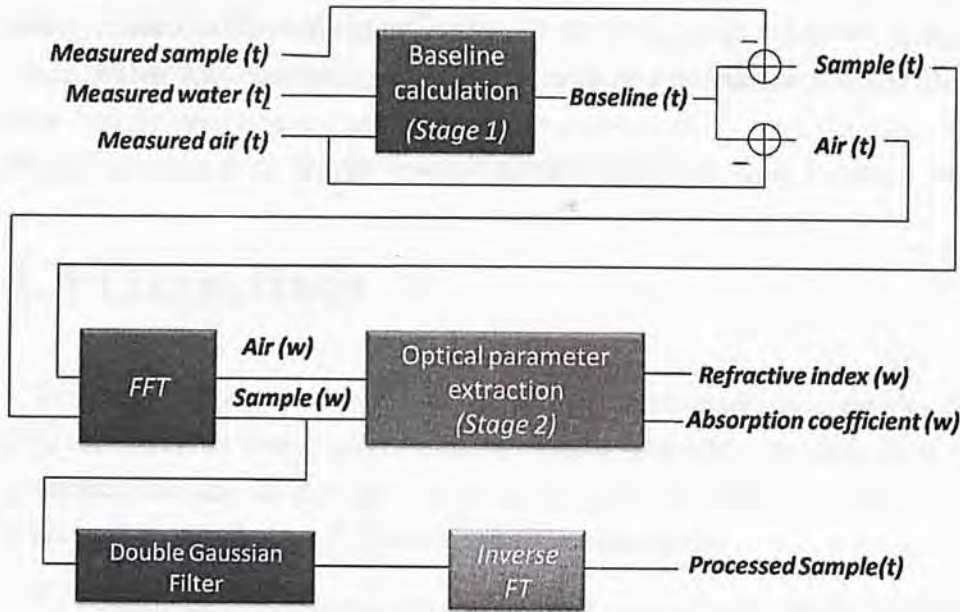 Measured sample (t)
Measured water (t)
Measured air (t)
Baseline
calculation
(Stage 1)
Baseline (t)
−
Sample (t)
Air (t)
−
FFT
Air (w)
Sample (w)
Optical parameter
extraction
(Stage 2)
Refractive index (w)
Absorption coefficient (w)
Double Gaussian
Filter
Inverse
FT
Processed Sample(t)